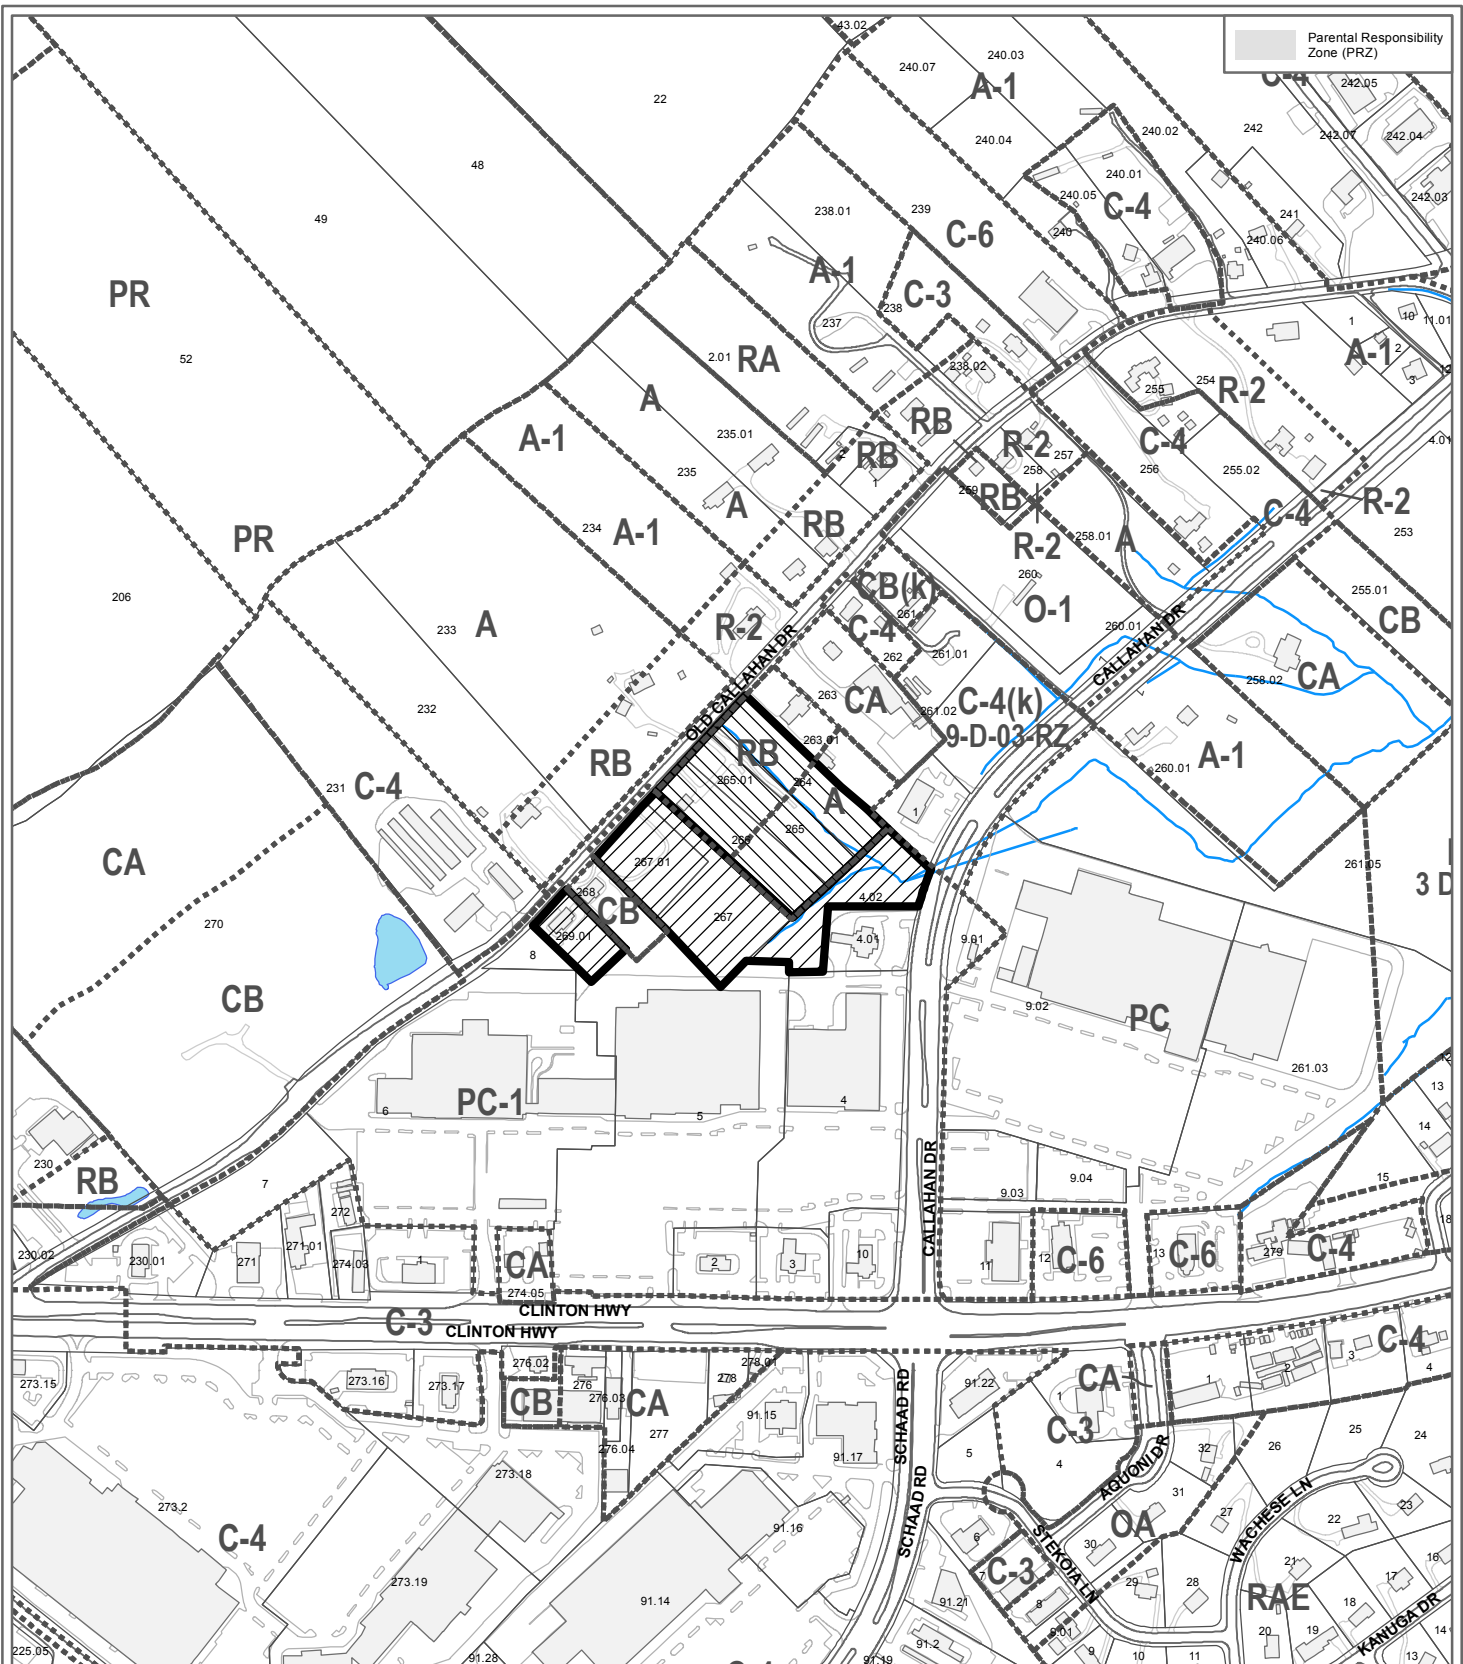 Parental Responsibility
Zone (PRZ)
43.02
240.07
240.03
A-1
22
C-4
242.05
240.04
240.02
242
242.07
242.04
48
240.01
240.05
C-4
242.03
49
238.01
239
C-6
240
241
240.06
PR
A-1
C-3
238
237
1
10
11.01
52
2.01
RA
238.02
A-1
2
3
12
255
254
R-2
A
RB
A-1
235.01
R-2
C-4
4.01
RB
2
1
257
258
256
255.02
235
259
RB
A
R-2
C-4
234
A-1
RB
R-2
258.01
A
253
PR
CB(k)
260
O-1
255.01
206
261
CB
233
A
R-2
C-4
260.01
262
261.01
CALLAHAN DR
258.02
CA
OLD CALLAHAN DR
263
CA
232
261.02
C-4(k)
9-D-03-RZ
263.01
RB
RB
A-1
260.01
231
C-4
265.01
264
A
1
265
266
CA
267.01
261.05
3 D
268
CB
4.02
267
270
269.01
4.01
9.01
8
CB
9.02
PC
261.03
PC-1
6
5
4
12
13
14
230
RB
7
CALLAHAN DR
9.03
9.04
15
18
272
230.02
230.01
271
271.01
274.03
1
CA
274.05
2
3
10
11
12
C-6
13
C-6
279
C-4
CLINTON HWY
C-3
CLINTON HWY
273.15
273.16
273.17
276.02
276
CB
276.03
CA
278.01
278
277
276.04
91.15
91.17
SCHAAD RD
91.22
CA
1
C-3
1
2
3
C-4
4
5
4
AQUONI DR
32
26
25
24
273.18
273.2
C-4
91.16
SCHAAD RD
31
27
WACHESE LN
22
23
OA
6
STEKOIA LN
30
273.19
7
C-3
21
16
91.14
91.21
8
29
28
RAE
17
18
225.05
91.28
91.19
91.2
8.01
9
10
11
20
19
KANUGA DR
13
14